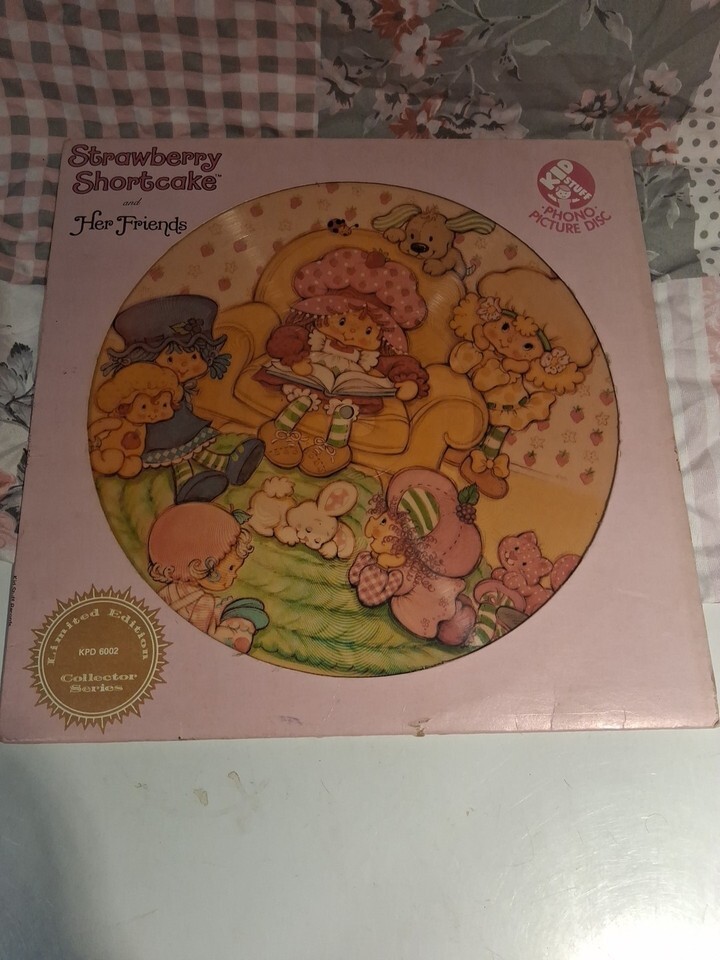 Strawberry
Shortcake™
and
Her Friends
KID
STUFF
PHONO
PICTURE DISC
Limited Edition
KPD 6002
Collector
Series